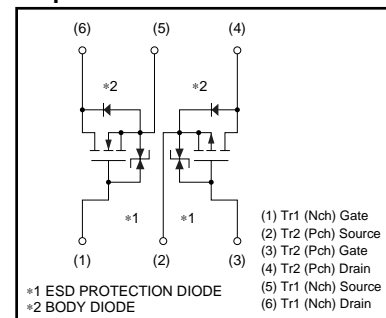 (6) (5) (4)
*2 *2
*1 *1
(1) (2) (3)
(1) Tr1 (Nch) Gate
(2) Tr2 (Pch) Source
(3) Tr2 (Pch) Gate
(4) Tr2 (Pch) Drain
(5) Tr1 (Nch) Source
(6) Tr1 (Nch) Drain
*1 ESD PROTECTION DIODE
*2 BODY DIODE